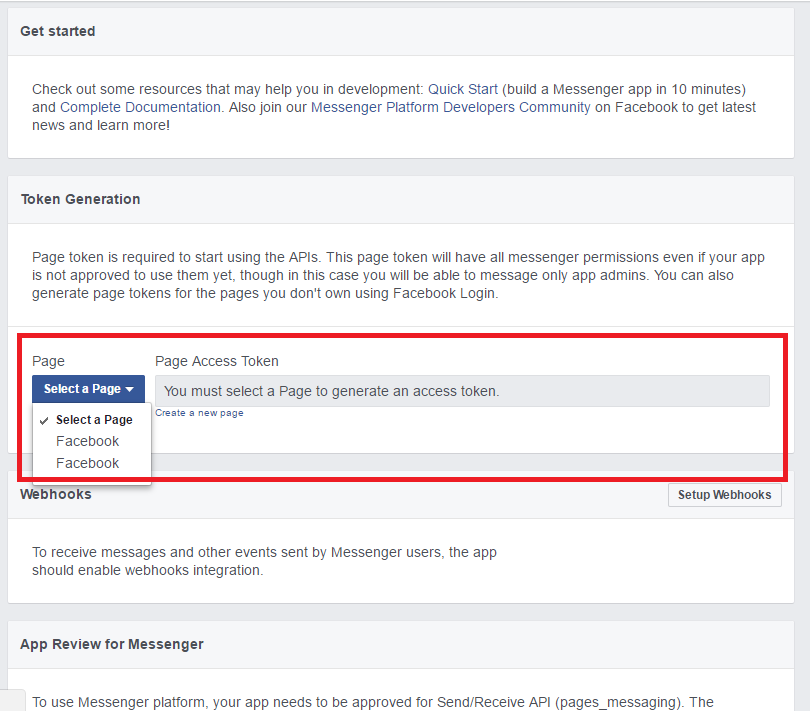 Get started
Check out some resources that may help you in development: Quick Start (build a Messenger app in 10 minutes)
and Complete Documentation. Also join our Messenger Platform Developers Community on Facebook to get latest
news and learn more!
Token Generation
Page token is required to start using the APIs. This page token will have all messenger permissions even if your app
is not approved to use them yet, though in this case you will be able to message only app admins. You can also
generate page tokens for the pages you don't own using Facebook Login.
Page Page Access Token
Select a Page You must select a Page to generate an access token.
Create a new page
Select a Page
Facebook
Facebook
Webhooks Setup Webhooks
To receive messages and other events sent by Messenger users, the app
should enable webhooks integration.
App Review for Messenger
To use Messenger platform, your app needs to be approved for Send/Receive API (pages_messaging). The